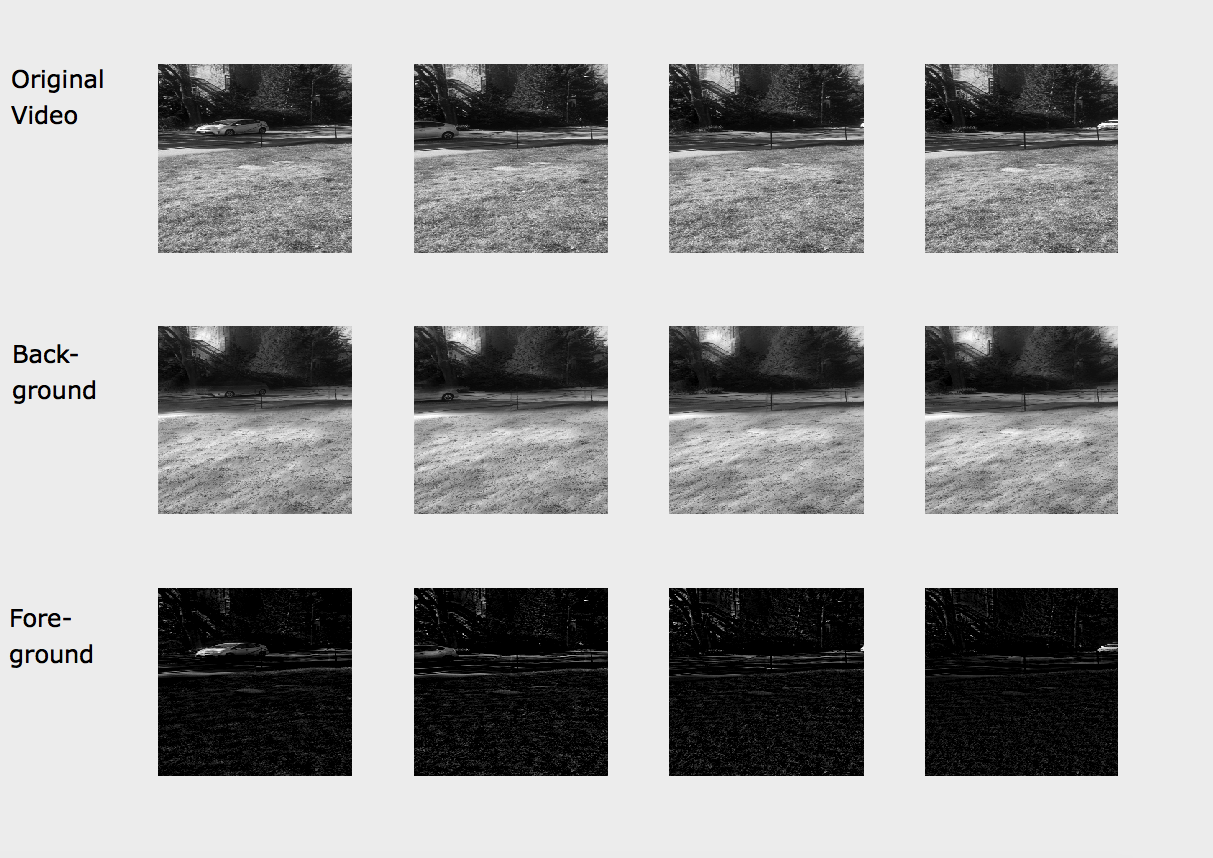 Original
Video
Back-
ground
Fore-
ground